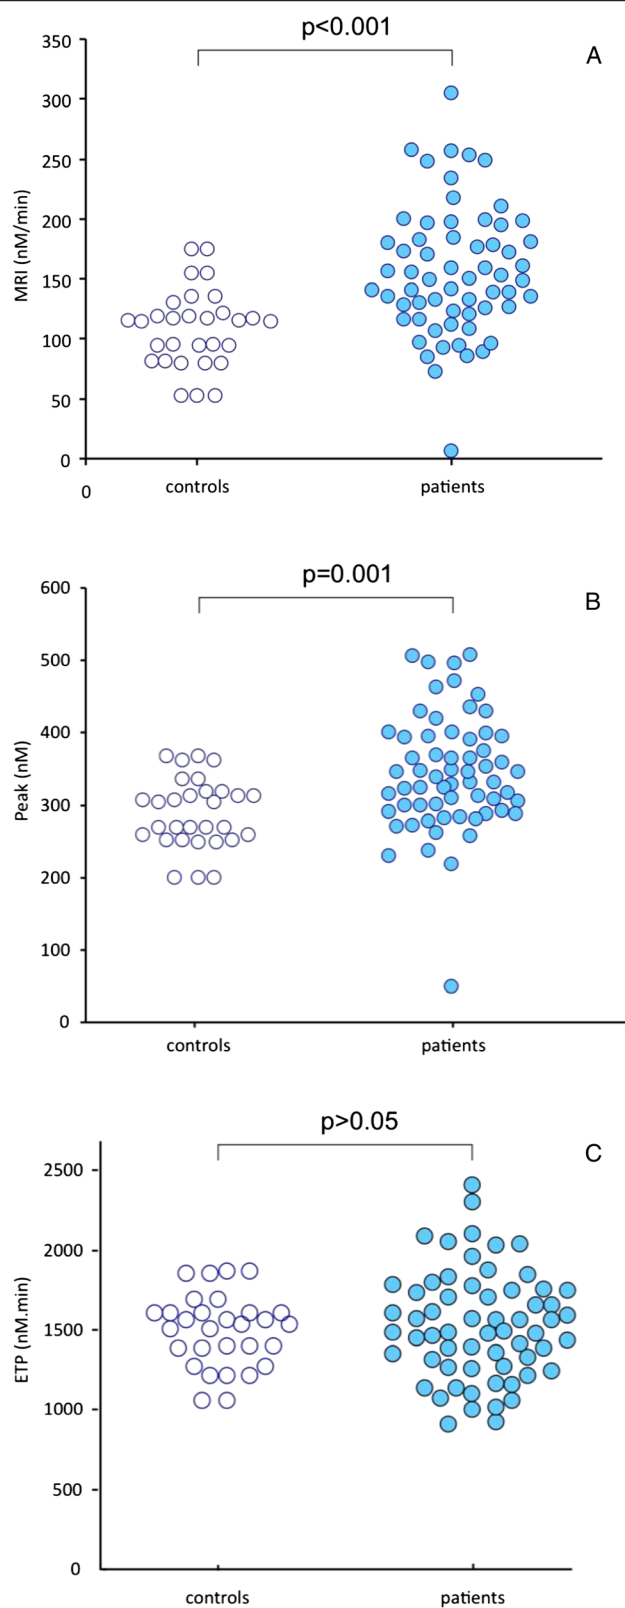 p<0.001
A
350
300
250
200
150
100
50
0
0
MRI (nM/min)
controls patients
p=0.001
B
600
500
400
300
200
100
0
Peak (nM)
controls patients
p>0.05
C
2500
2000
1500
1000
500
0
ETP (nM.min)
controls patients